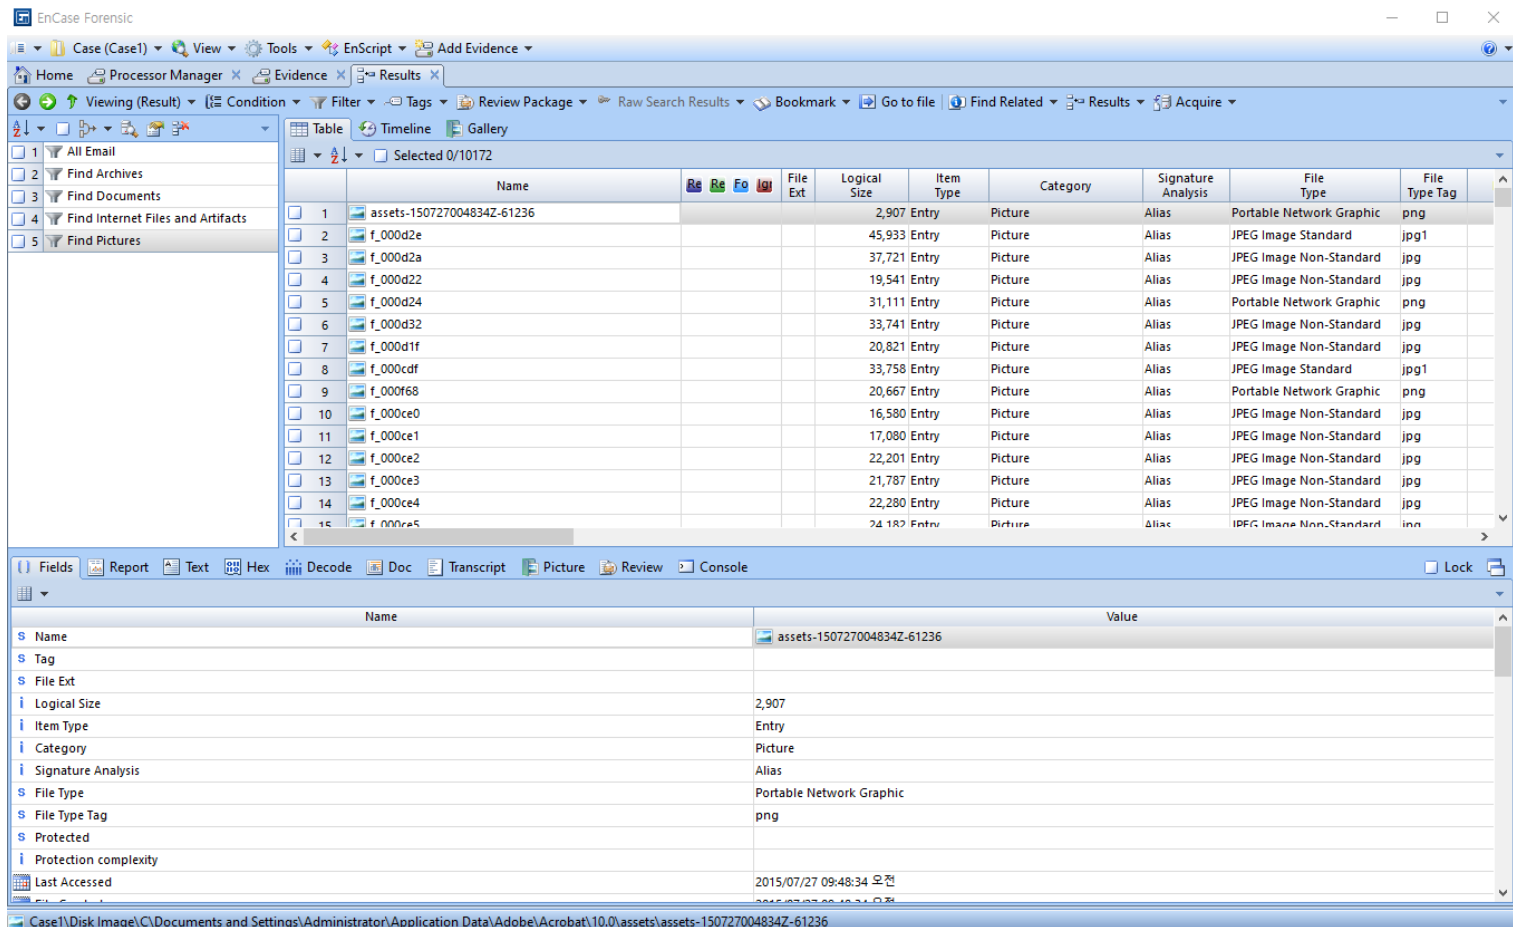 EnCase Forensic
Case (Case1) View Tools EnScript Add Evidence
Home Processor Manager Evidence Results
Viewing (Result) Condition Filter Tags Review Package Raw Search Results Bookmark Go to file Find Related Results Acquire
Table Timeline Gallery
Selected 0/10172
1 All Email
2 Find Archives
3 Find Documents
4 Find Internet Files and Artifacts
5 Find Pictures
Name Re Re Fo Igr File Ext Logical Size Item Type Category Signature Analysis File Type File Type Tag
1 assets-150727004834Z-61236 2,907 Entry Picture Alias Portable Network Graphic png
2 f_000d2e 45,933 Entry Picture Alias JPEG Image Standard jpg1
3 f_000d2a 37,721 Entry Picture Alias JPEG Image Non-Standard jpg
4 f_000d22 19,541 Entry Picture Alias JPEG Image Non-Standard jpg
5 f_000d24 31,111 Entry Picture Alias Portable Network Graphic png
6 f_000d32 33,741 Entry Picture Alias JPEG Image Non-Standard jpg
7 f_000d1f 20,821 Entry Picture Alias JPEG Image Non-Standard jpg
8 f_000cdf 33,758 Entry Picture Alias JPEG Image Standard jpg1
9 f_000f68 20,667 Entry Picture Alias Portable Network Graphic png
10 f_000ce0 16,580 Entry Picture Alias JPEG Image Non-Standard jpg
11 f_000ce1 17,080 Entry Picture Alias JPEG Image Non-Standard jpg
12 f_000ce2 22,201 Entry Picture Alias JPEG Image Non-Standard jpg
13 f_000ce3 21,787 Entry Picture Alias JPEG Image Non-Standard jpg
14 f_000ce4 22,280 Entry Picture Alias JPEG Image Non-Standard jpg
15 f_000ce5 24,182 Entry Picture Alias JPEG Image Non-Standard jpg
Fields Report Text Hex Decode Doc Transcript Picture Review Console Lock
Name Value
Name assets-150727004834Z-61236
Tag
File Ext
Logical Size 2,907
Item Type Entry
Category Picture
Signature Analysis Alias
File Type Portable Network Graphic
File Type Tag png
Protected
Protection complexity
Last Accessed 2015/07/27 09:48:34 오전
Case1\Disk Image\C\Documents and Settings\Administrator\Application Data\Adobe\Acrobat\10.0\assets\assets-150727004834Z-61236